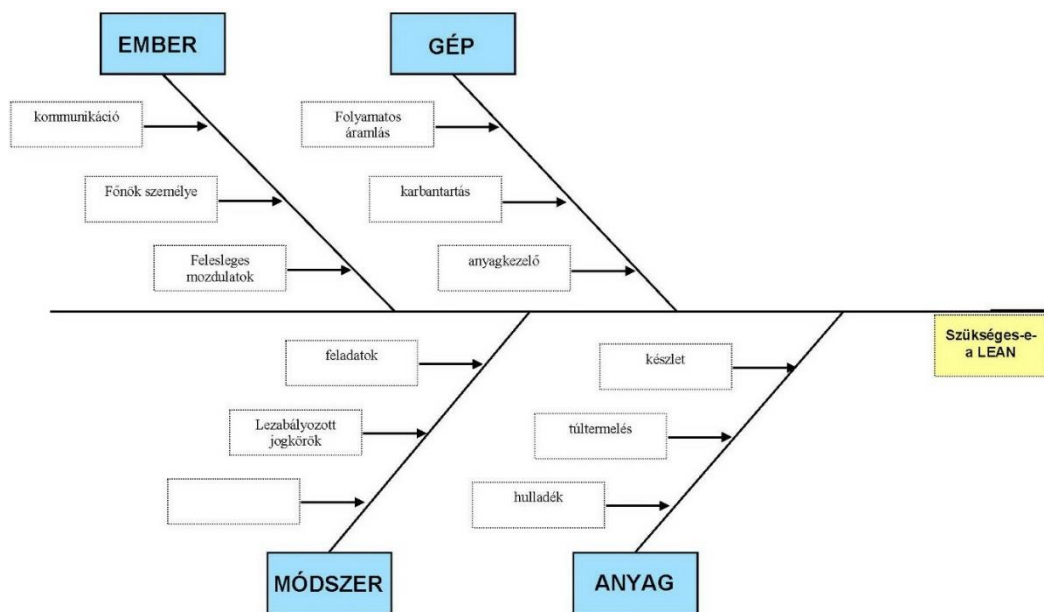 EMBER
GÉP
kommunikáció
Folyamatos
áramlás
Főnök személye
karbantartás
Felesleges
mozdulatok
anyagkezelő
Szükséges-e-
a LEAN
feladatok
készlet
Lezabályozott
jogkörök
túltermelés
hulladék
MÓDSZER
ANYAG